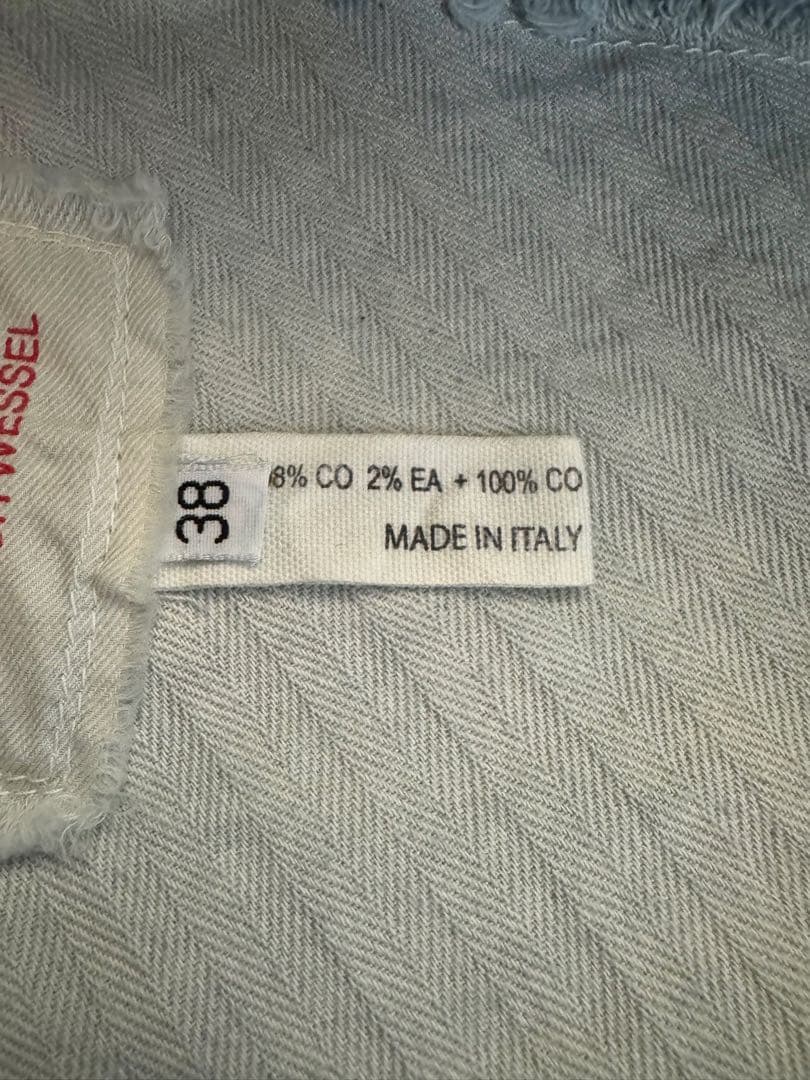 WESSEL
38
8% CO 2% EA + 100% CO
MADE IN ITALY